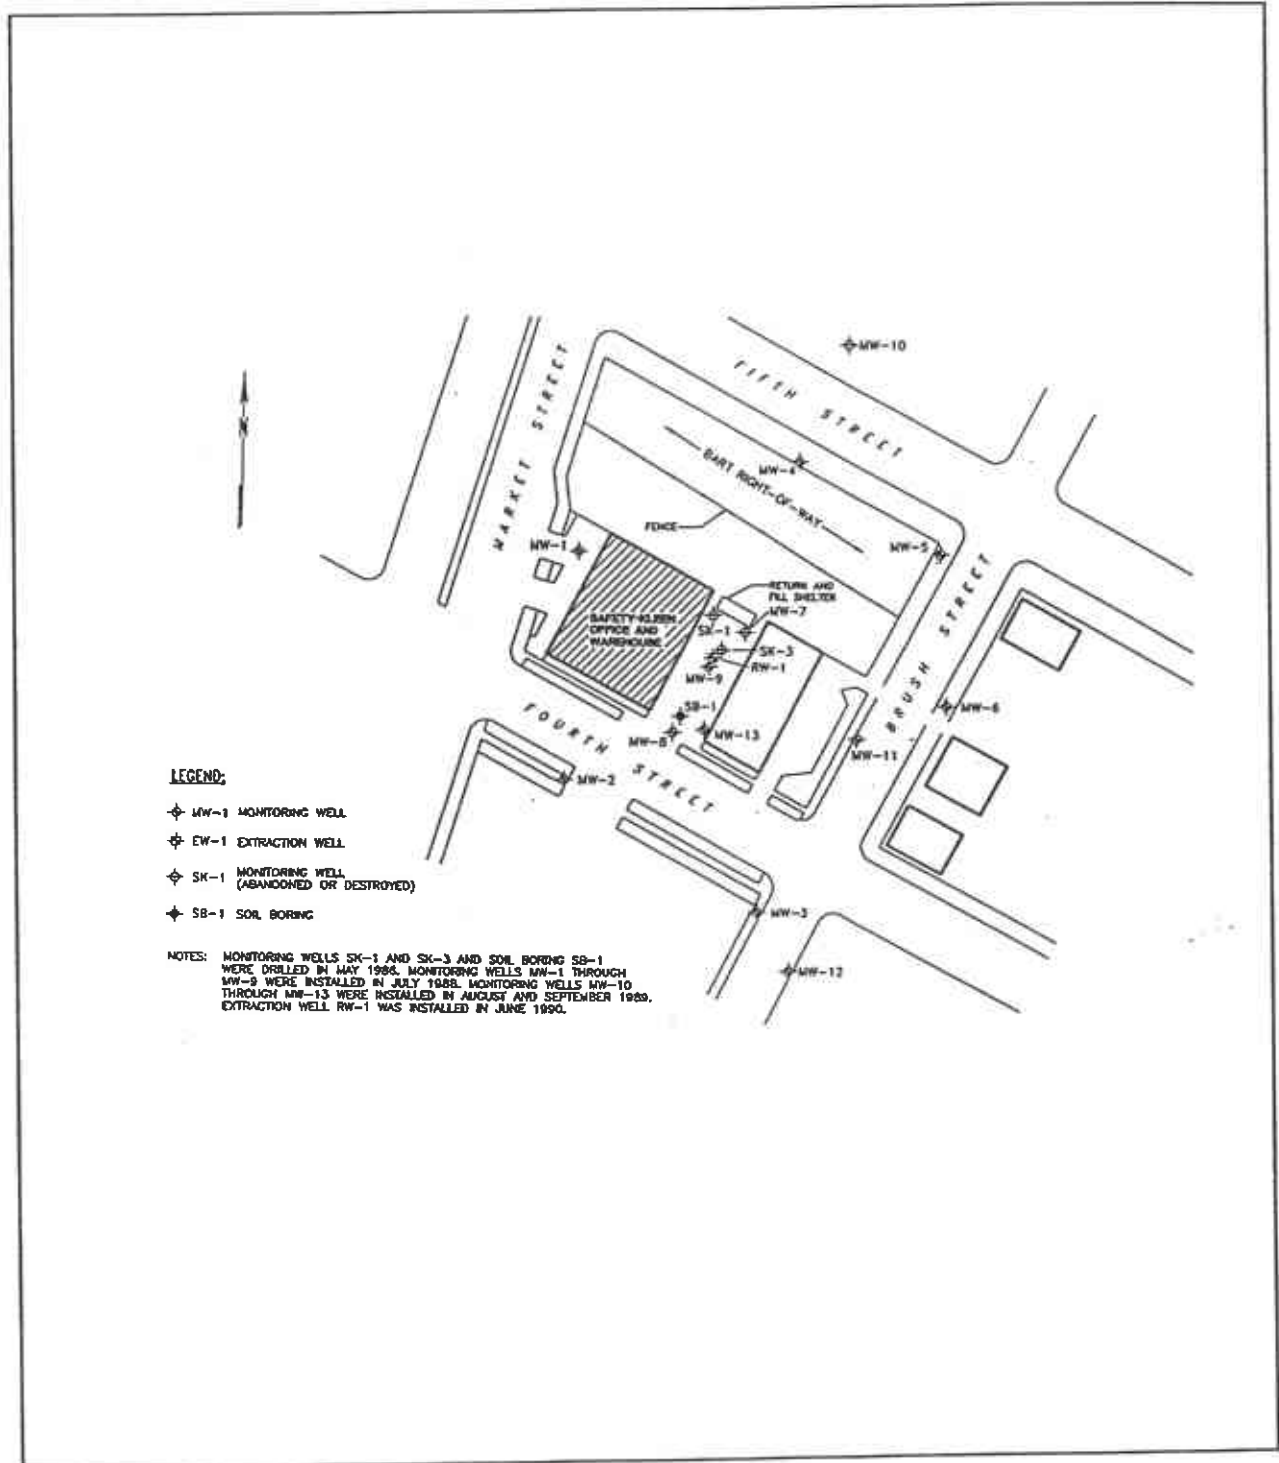 MW-10
FIFTH STREET
MARKET STREET
N
MW-4
BART RIGHT-OF-WAY
FENCE
MW-1
MW-5
RETURN AND
FILL SHELTER
MW-7
SAFETY-KLEEN
OFFICE AND
WAREHOUSE
SK-1
SK-3
RW-1
MW-9
BRUSH STREET
MW-6
SB-1
MW-8
MW-13
MW-11
FOURTH STREET
MW-2
LEGEND:
MW-1 MONITORING WELL
EW-1 EXTRACTION WELL
SK-1 MONITORING WELL
(ABANDONED OR DESTROYED)
SB-1 SOIL BORING
MW-3
MW-12
NOTES: MONITORING WELLS SK-1 AND SK-3 AND SOIL BORING SB-1
WERE DRILLED IN MAY 1986. MONITORING WELLS MW-1 THROUGH
MW-9 WERE INSTALLED IN JULY 1988. MONITORING WELLS MW-10
THROUGH MW-13 WERE INSTALLED IN AUGUST AND SEPTEMBER 1989.
EXTRACTION WELL RW-1 WAS INSTALLED IN JUNE 1990.